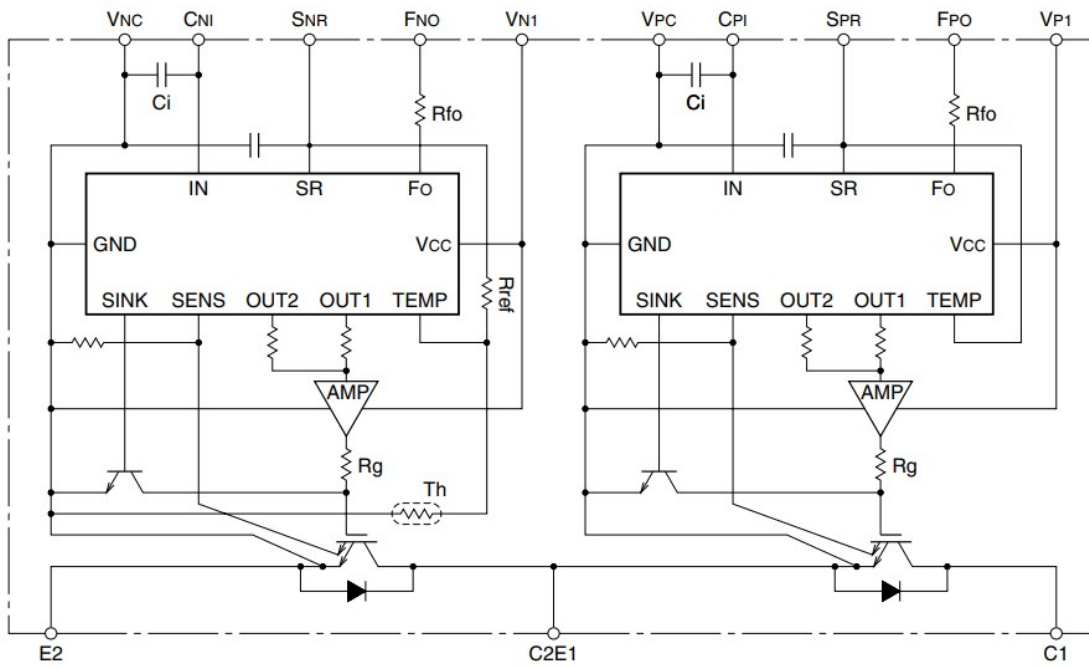 VNC CNI SNR FNO VN1 VPC CPI SPR FPO VP1
Ci Rfo Ci Rfo
IN SR FO IN SR FO
GND VCC GND VCC
Rref
SINK SENS OUT2 OUT1 TEMP SINK SENS OUT2 OUT1 TEMP
AMP AMP
Rg Rg
Th
E2 C2E1 C1